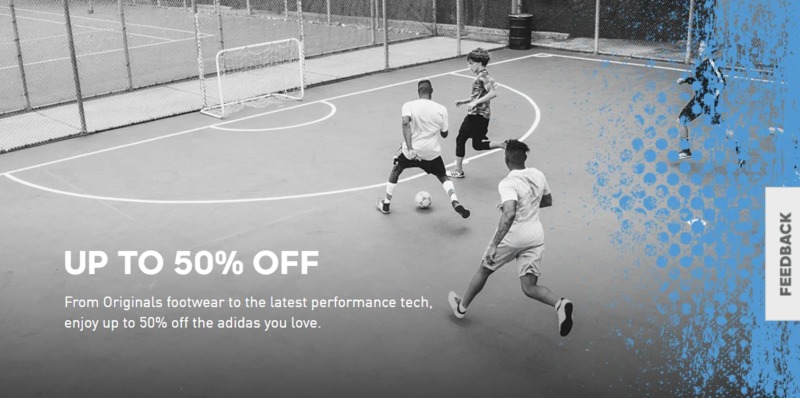 UP TO 50% OFF
From Originals footwear to the latest performance tech,
enjoy up to 50% off the adidas you love.
FEEDBACK